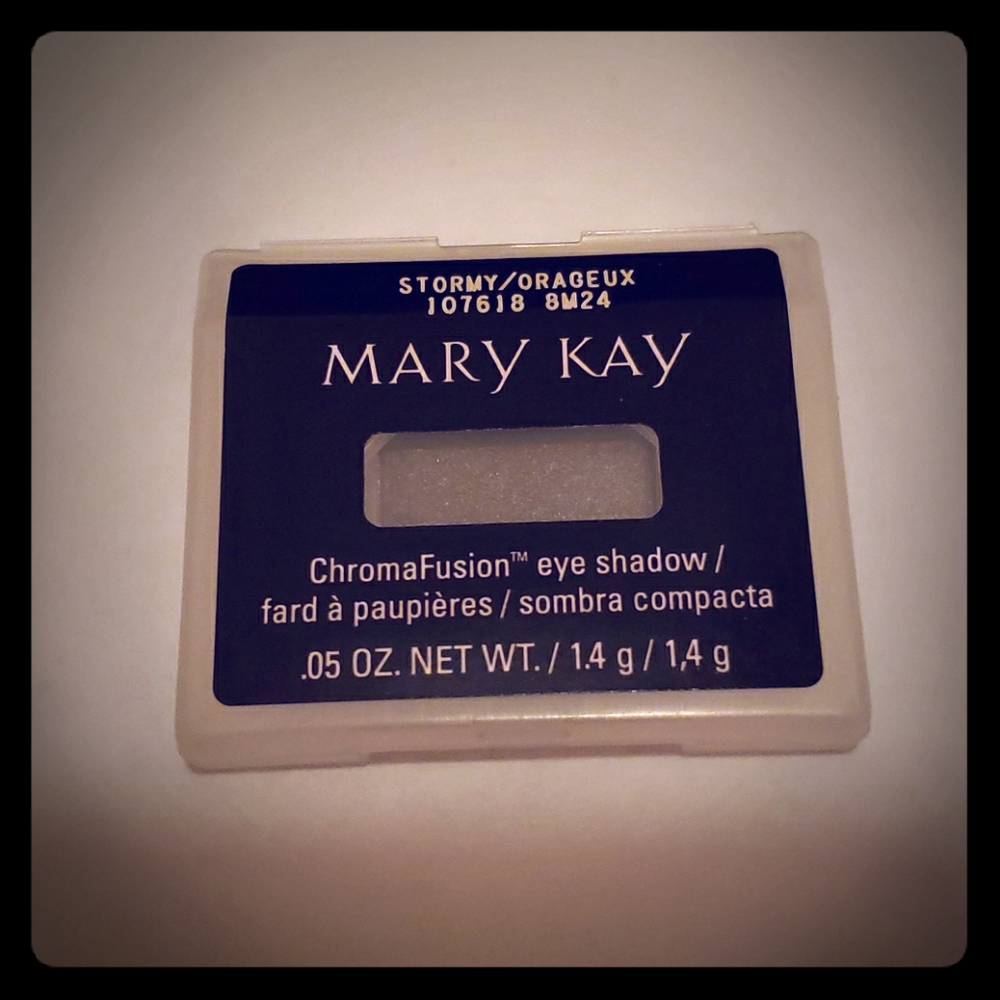 STORMY/ORAGEUX
107618 8M24
MARY KAY
ChromaFusion™ eye shadow /
fard à paupières / sombra compacta
.05 OZ. NET WT. / 1.4 g / 1,4 g